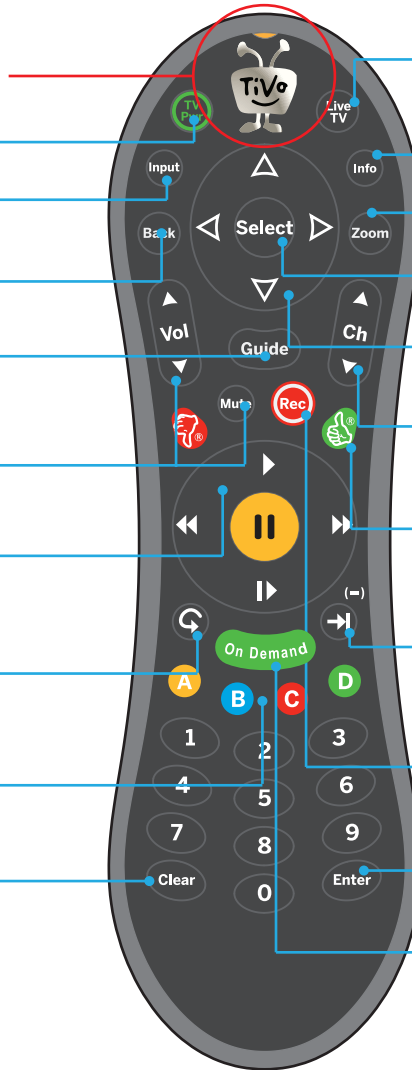 TiVo
TV Pwr
Live TV
Input
Info
Back
Select
Zoom
Vol
Guide
Ch
Mute
Rec
®
®
(–)
On Demand
A
B
C
D
1
2
3
4
5
6
7
8
9
Clear
0
Enter